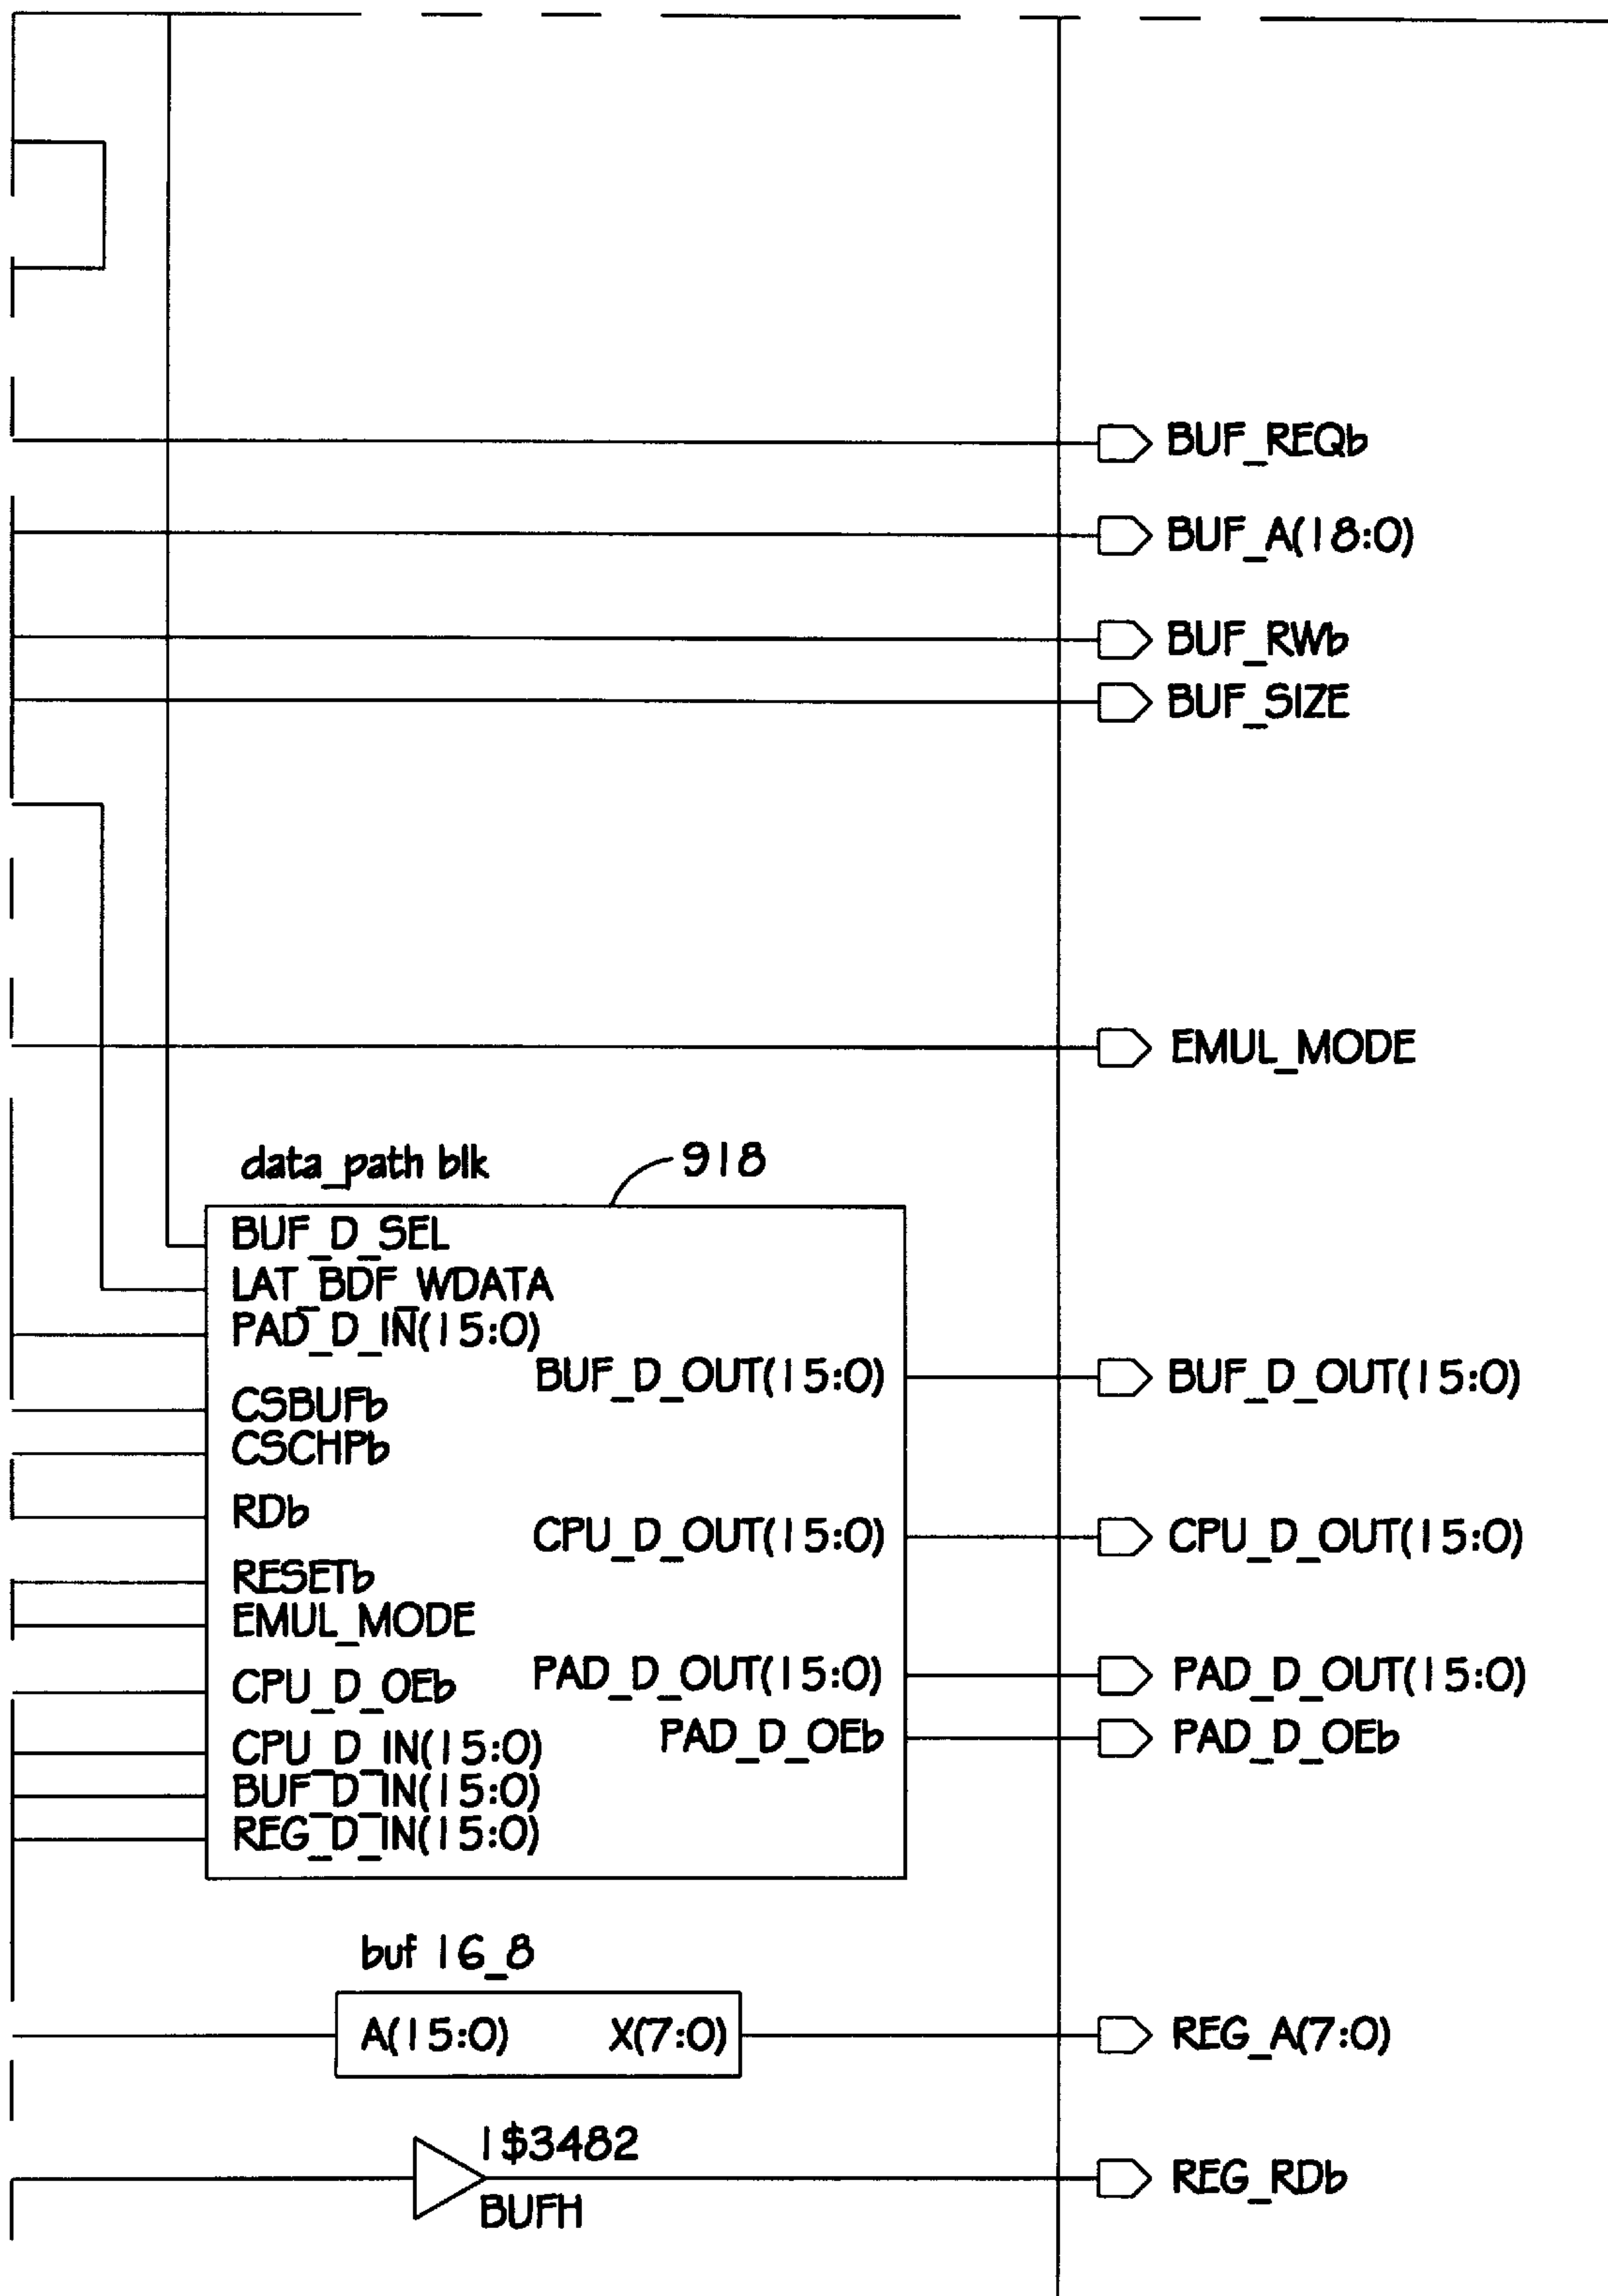 BUF_REQb
BUF_A(18:0)
BUF_RWb
BUF_SIZE
EMUL_MODE
data_path blk
918
BUF_D_SEL
LAT_BDF_WDATA
PAD_D_IN(15:0)
BUF_D_OUT(15:0)
BUF_D_OUT(15:0)
CSBUFb
CSCHPb
RDb
CPU_D_OUT(15:0)
CPU_D_OUT(15:0)
RESETb
EMUL_MODE
CPU_D_OEb
PAD_D_OUT(15:0)
PAD_D_OUT(15:0)
PAD_D_OEb
PAD_D_OEb
CPU_D_IN(15:0)
BUF_D_IN(15:0)
REG_D_IN(15:0)
buf 16_8
A(15:0)
X(7:0)
REG_A(7:0)
1$3482
BUFH
REG_RDb